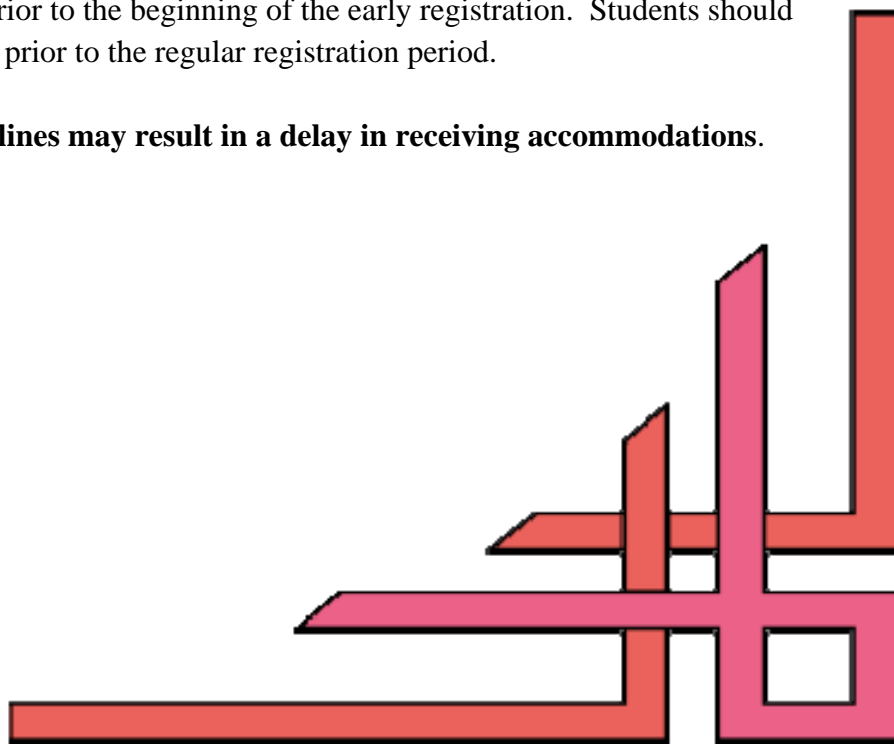 rior to the beginning of the early registration. Students should
prior to the regular registration period.
lines may result in a delay in receiving accommodations.